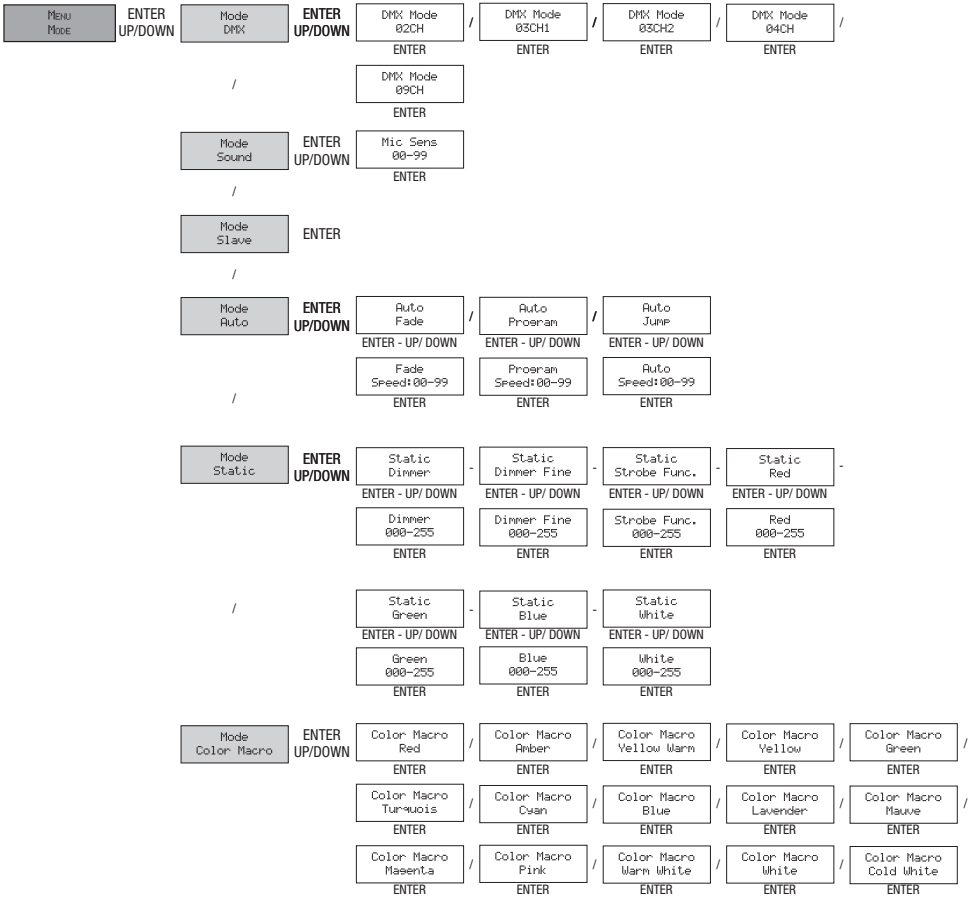 Menu
Mode
ENTER
UP/DOWN
Mode
DMX
ENTER
UP/DOWN
DMX Mode
02CH
ENTER
/
DMX Mode
03CH1
ENTER
/
DMX Mode
03CH2
ENTER
/
DMX Mode
04CH
ENTER
/
/
DMX Mode
09CH
ENTER
Mode
Sound
ENTER
UP/DOWN
Mic Sens
00-99
ENTER
/
Mode
Slave
ENTER
/
Mode
Auto
ENTER
UP/DOWN
Auto
Fade
ENTER - UP/ DOWN
/
Auto
Program
ENTER - UP/ DOWN
/
Auto
Jump
ENTER - UP/ DOWN
/
Fade
Speed:00-99
ENTER
Program
Speed:00-99
ENTER
Auto
Speed:00-99
ENTER
Mode
Static
ENTER
UP/DOWN
Static
Dimmer
ENTER - UP/ DOWN
-
Static
Dimmer Fine
ENTER - UP/ DOWN
-
Static
Strobe Func.
ENTER - UP/ DOWN
-
Static
Red
ENTER - UP/ DOWN
-
Dimmer
000-255
ENTER
Dimmer Fine
000-255
ENTER
Strobe Func.
000-255
ENTER
Red
000-255
ENTER
/
Static
Green
ENTER - UP/ DOWN
-
Static
Blue
ENTER - UP/ DOWN
-
Static
White
ENTER - UP/ DOWN
Green
000-255
ENTER
Blue
000-255
ENTER
White
000-255
ENTER
Mode
Color Macro
ENTER
UP/DOWN
Color Macro
Red
ENTER
/
Color Macro
Amber
ENTER
/
Color Macro
Yellow Warm
ENTER
/
Color Macro
Yellow
ENTER
/
Color Macro
Green
ENTER
/
Color Macro
Turquois
ENTER
/
Color Macro
Cyan
ENTER
/
Color Macro
Blue
ENTER
/
Color Macro
Lavender
ENTER
/
Color Macro
Mauve
ENTER
/
Color Macro
Magenta
ENTER
/
Color Macro
Pink
ENTER
/
Color Macro
Warm White
ENTER
/
Color Macro
White
ENTER
/
Color Macro
Cold White
ENTER